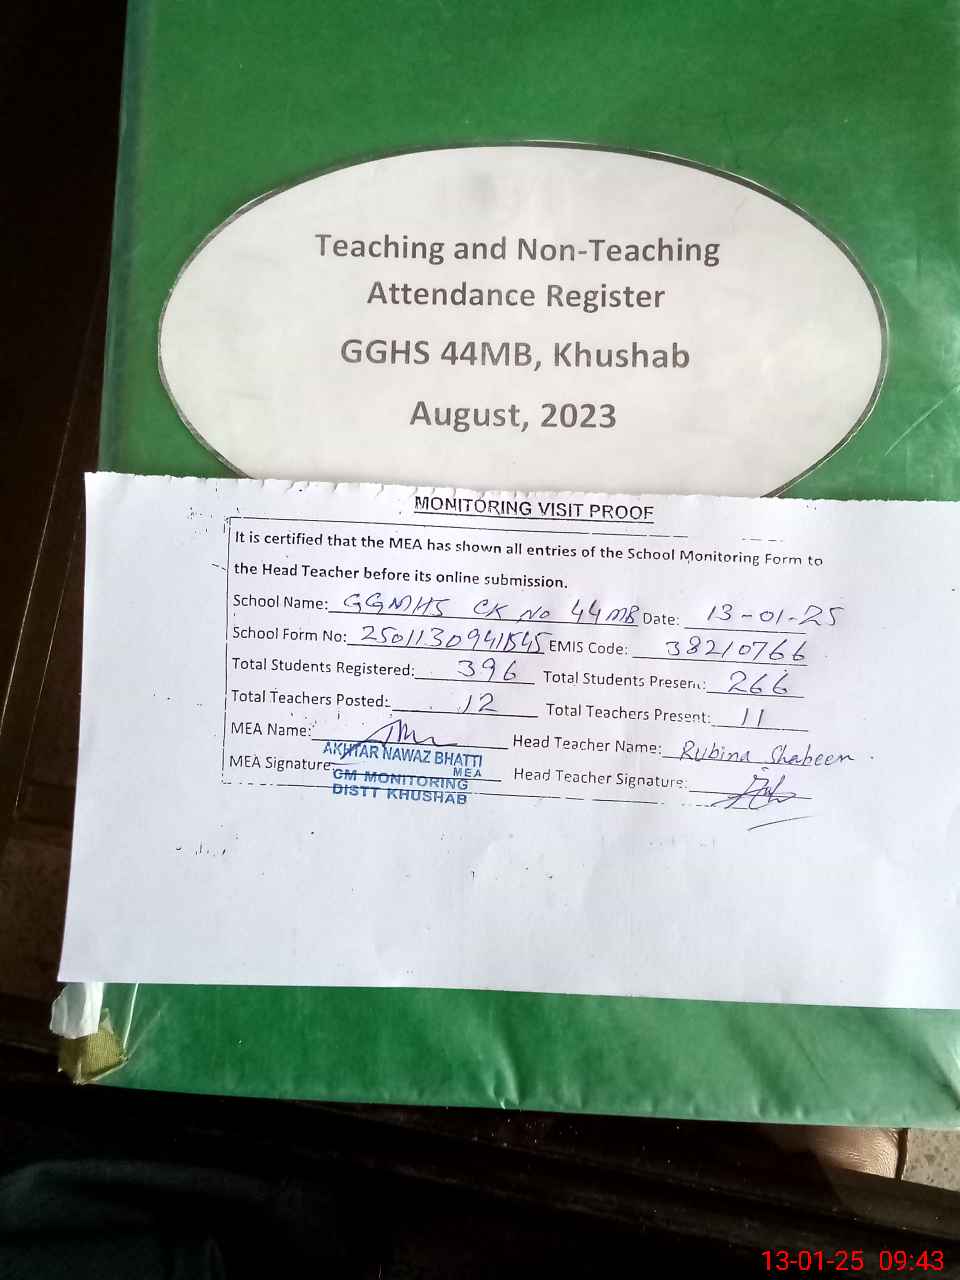 Teaching and Non-Teaching
Attendance Register
GGHS 44MB, Khushab
August, 2023
MONITORING VISIT PROOF
It is certified that the MEA has shown all entries of the School Monitoring Form to
the Head Teacher before its online submission.
School Name: GGMHS CK No 44MB Date: 13-01-25
School Form No: EMIS Code: 38210766
Total Students Registered: 396 Total Students Present: 266
Total Teachers Posted: 12 Total Teachers Present: 11
MEA Name: Head Teacher Name: Rubina Shaheen
AKHTAR NAWAZ BHATTI
MEA
MEA Signature: Head Teacher Signature:
CM MONITORING
DISTT KHUSHAB
13-01-25 09:43